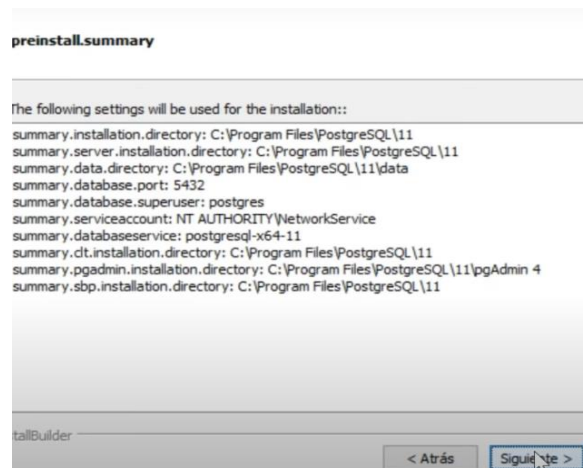 preinstall.summary
The following settings will be used for the installation::
summary.installation.directory: C:\Program Files\PostgreSQL\11
summary.server.installation.directory: C:\Program Files\PostgreSQL\11
summary.data.directory: C:\Program Files\PostgreSQL\11\data
summary.database.port: 5432
summary.database.superuser: postgres
summary.serviceaccount: NT AUTHORITY\NetworkService
summary.databaseservice: postgresql-x64-11
summary.clt.installation.directory: C:\Program Files\PostgreSQL\11
summary.pgadmin.installation.directory: C:\Program Files\PostgreSQL\11\pgAdmin 4
summary.sbp.installation.directory: C:\Program Files\PostgreSQL\11
tallBuilder
< Atrás Siguiente >